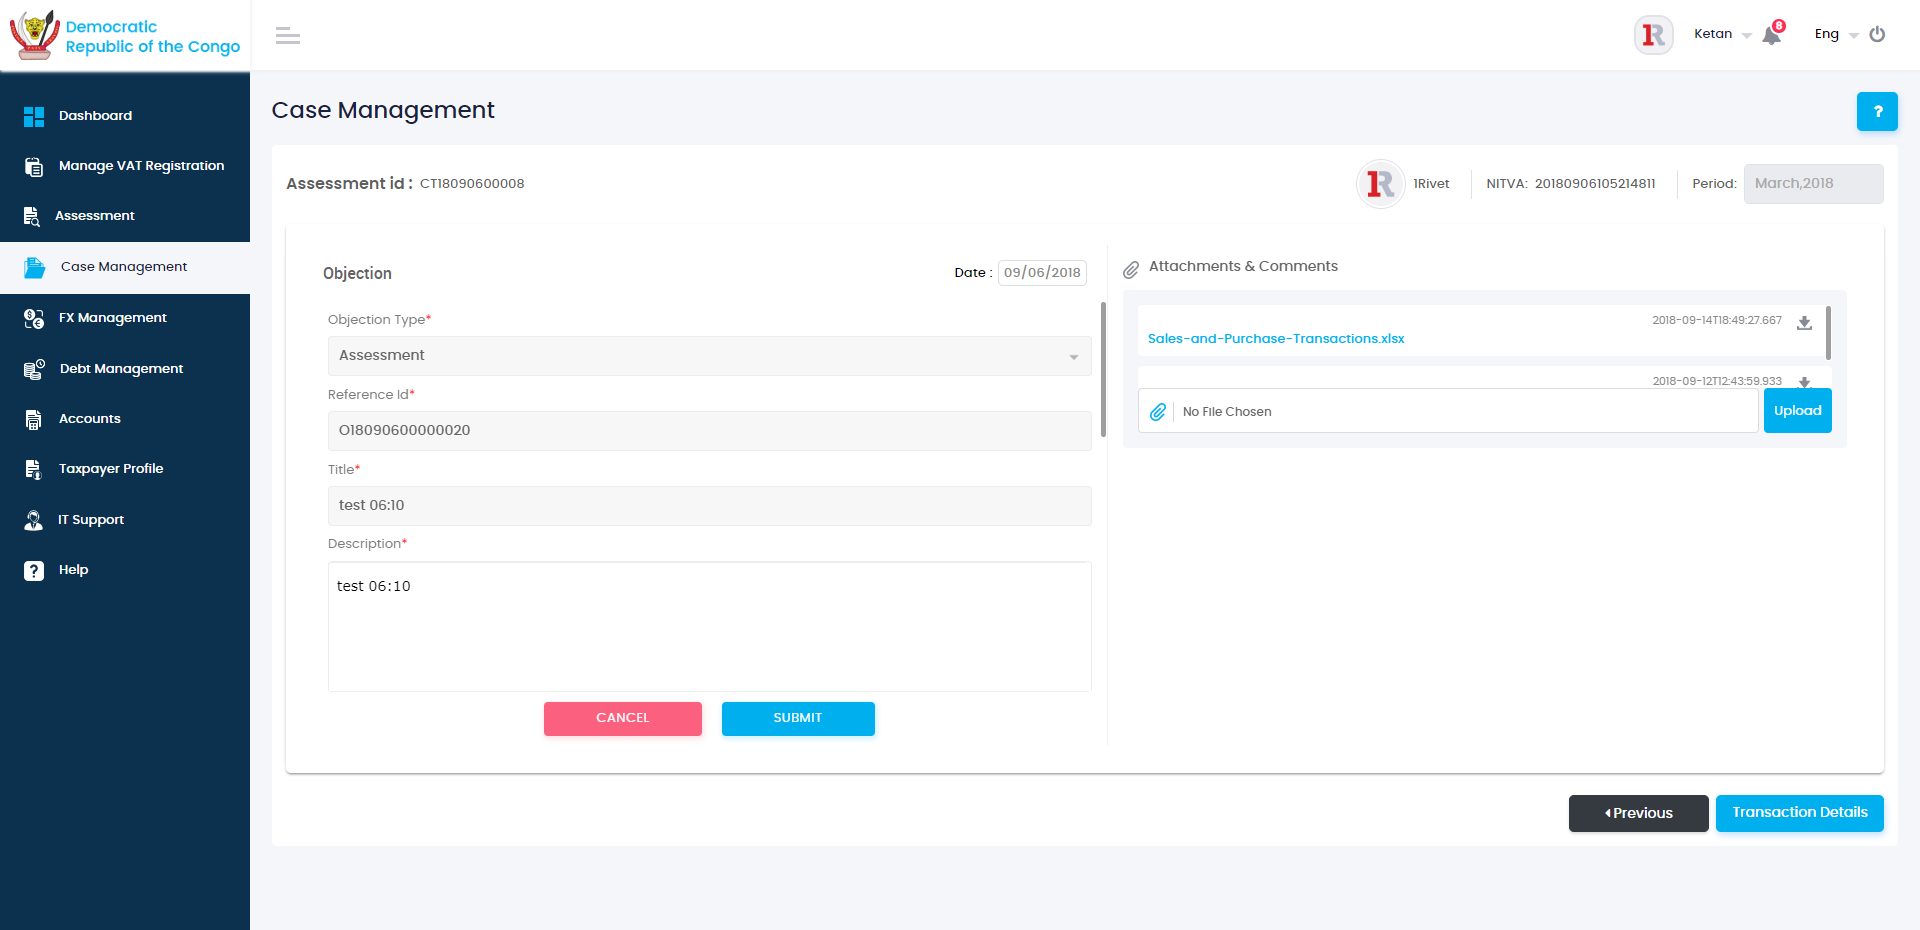 Democratic
Republic of the Congo
1R
Ketan
8
Eng
Dashboard
Manage VAT Registration
Assessment
Case Management
FX Management
Debt Management
Accounts
Taxpayer Profile
IT Support
Help
Case Management
?
Assessment id : CT18090600008
1R
1Rivet
NITVA: 20180906105214811
Period: March,2018
Objection
Date : 09/06/2018
Objection Type*
Assessment
Reference Id*
O18090600000020
Title*
test 06:10
Description*
test 06:10
CANCEL
SUBMIT
Attachments & Comments
2018-09-14T18:49:27.667
Sales-and-Purchase-Transactions.xlsx
2018-09-12T12:43:59.933
No File Chosen
Upload
Previous
Transaction Details